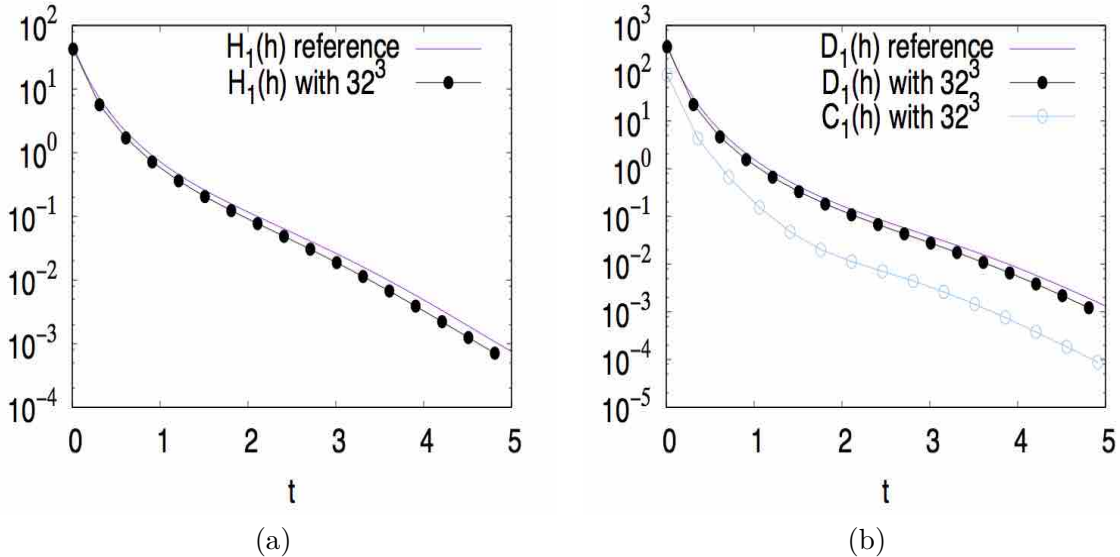 10^2
10^1
10^0
10^-1
10^-2
10^-3
10^-4
0 1 2 3 4 5
t
H_1(h) reference
H_1(h) with 32^3
(a)
10^3
10^2
10^1
10^0
10^-1
10^-2
10^-3
10^-4
10^-5
0 1 2 3 4 5
t
D_1(h) reference
D_1(h) with 32^3
C_1(h) with 32^3
(b)